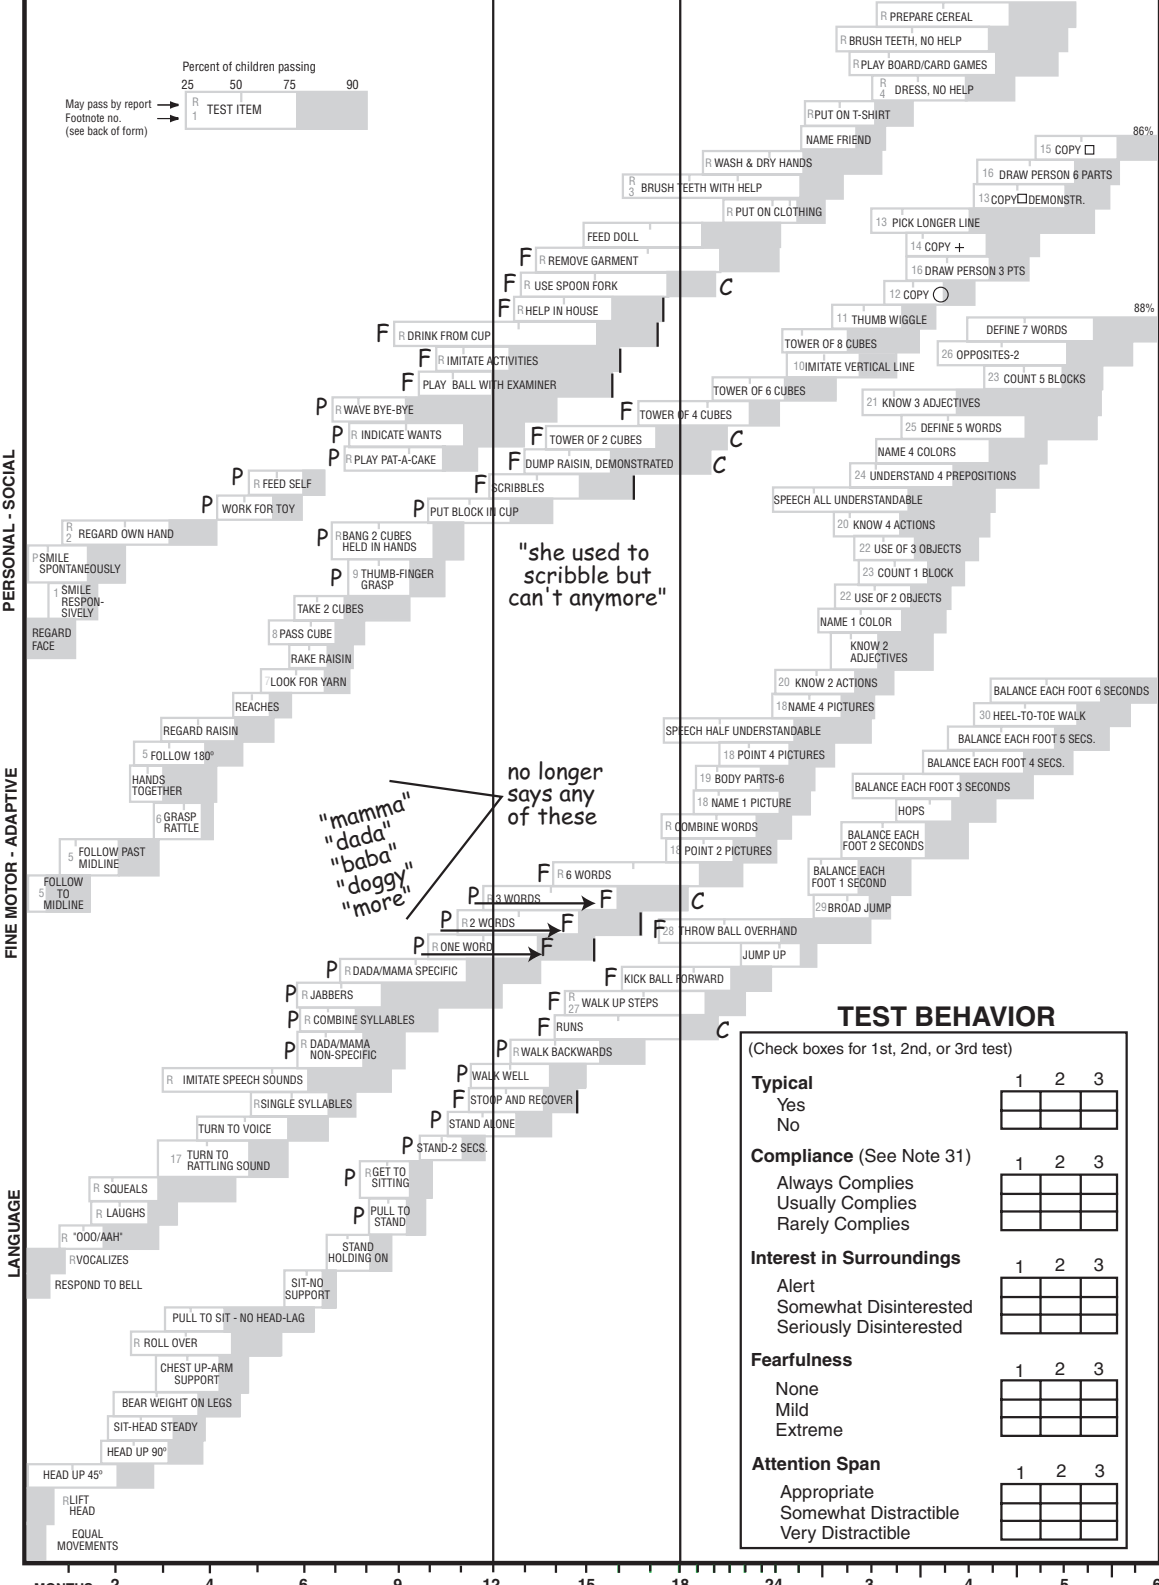 R PREPARE CEREAL
R BRUSH TEETH, NO HELP
R PLAY BOARD/CARD GAMES
Percent of children passing
25 50 75 90
R
4 DRESS, NO HELP
May pass by report
Footnote no.
(see back of form)
R
1 TEST ITEM
R PUT ON T-SHIRT
NAME FRIEND
86%
15 COPY
R WASH & DRY HANDS
16 DRAW PERSON 6 PARTS
R
3 BRUSH TEETH WITH HELP
13 COPY DEMONSTR.
R PUT ON CLOTHING
13 PICK LONGER LINE
FEED DOLL
14 COPY +
F R REMOVE GARMENT
16 DRAW PERSON 3 PTS
F R USE SPOON FORK C
12 COPY
F R HELP IN HOUSE
88%
11 THUMB WIGGLE
DEFINE 7 WORDS
F R DRINK FROM CUP
TOWER OF 8 CUBES
26 OPPOSITES-2
F R IMITATE ACTIVITIES
10 IMITATE VERTICAL LINE
23 COUNT 5 BLOCKS
F PLAY BALL WITH EXAMINER
TOWER OF 6 CUBES
21 KNOW 3 ADJECTIVES
P R WAVE BYE-BYE
F TOWER OF 4 CUBES
25 DEFINE 5 WORDS
P R INDICATE WANTS
F TOWER OF 2 CUBES C
NAME 4 COLORS
P R PLAY PAT-A-CAKE
F DUMP RAISIN, DEMONSTRATED C
24 UNDERSTAND 4 PREPOSITIONS
P R FEED SELF
F SCRIBBLES
SPEECH ALL UNDERSTANDABLE
P WORK FOR TOY
P PUT BLOCK IN CUP
20 KNOW 4 ACTIONS
R
2 REGARD OWN HAND
P R BANG 2 CUBES
HELD IN HANDS
22 USE OF 3 OBJECTS
P SMILE
SPONTANEOUSLY
P 9 THUMB-FINGER
GRASP
"she used to
scribble but
can't anymore"
23 COUNT 1 BLOCK
1 SMILE
RESPON-
SIVELY
TAKE 2 CUBES
22 USE OF 2 OBJECTS
REGARD
FACE
8 PASS CUBE
NAME 1 COLOR
RAKE RAISIN
KNOW 2
ADJECTIVES
7 LOOK FOR YARN
20 KNOW 2 ACTIONS
BALANCE EACH FOOT 6 SECONDS
REACHES
18 NAME 4 PICTURES
30 HEEL-TO-TOE WALK
REGARD RAISIN
SPEECH HALF UNDERSTANDABLE
BALANCE EACH FOOT 5 SECS.
5 FOLLOW 180º
18 POINT 4 PICTURES
BALANCE EACH FOOT 4 SECS.
HANDS
TOGETHER
19 BODY PARTS-6
BALANCE EACH FOOT 3 SECONDS
no longer
says any
of these
18 NAME 1 PICTURE
HOPS
6 GRASP
RATTLE
"mamma"
"dada"
"baba"
"doggy"
"more"
R COMBINE WORDS
BALANCE EACH
FOOT 2 SECONDS
5 FOLLOW PAST
MIDLINE
18 POINT 2 PICTURES
5 FOLLOW
TO
MIDLINE
F R 6 WORDS
BALANCE EACH
FOOT 1 SECOND
P R 3 WORDS F C
29 BROAD JUMP
P R 2 WORDS F
F 28 THROW BALL OVERHAND
P R ONE WORD F
JUMP UP
P R DADA/MAMA SPECIFIC
F KICK BALL FORWARD
P R JABBERS
F R
27 WALK UP STEPS
P R COMBINE SYLLABLES
F RUNS C
P R DADA/MAMA
NON-SPECIFIC
P R WALK BACKWARDS
R IMITATE SPEECH SOUNDS
P WALK WELL
R SINGLE SYLLABLES
F STOOP AND RECOVER
TURN TO VOICE
P STAND ALONE
17 TURN TO
RATTLING SOUND
P STAND-2 SECS.
R SQUEALS
P R GET TO
SITTING
R LAUGHS
P PULL TO
STAND
R "OOO/AAH"
STAND
HOLDING ON
R VOCALIZES
RESPOND TO BELL
SIT-NO
SUPPORT
PULL TO SIT - NO HEAD-LAG
R ROLL OVER
CHEST UP-ARM
SUPPORT
BEAR WEIGHT ON LEGS
SIT-HEAD STEADY
HEAD UP 90º
HEAD UP 45º
R LIFT
HEAD
EQUAL
MOVEMENTS
PERSONAL - SOCIAL
FINE MOTOR - ADAPTIVE
LANGUAGE
TEST BEHAVIOR
(Check boxes for 1st, 2nd, or 3rd test)
Typical 1 2 3
Yes
No
Compliance (See Note 31) 1 2 3
Always Complies
Usually Complies
Rarely Complies
Interest in Surroundings 1 2 3
Alert
Somewhat Disinterested
Seriously Disinterested
Fearfulness 1 2 3
None
Mild
Extreme
Attention Span 1 2 3
Appropriate
Somewhat Distractible
Very Distractible
MONTHS 2 4 6 9 12 15 18 24 3 4 5 6